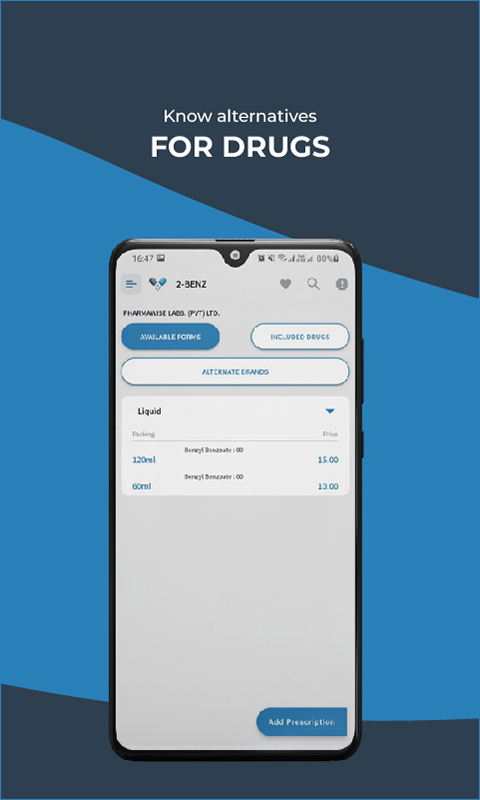 Know alternatives
FOR DRUGS
16:47 80%
2-BENZ
PHARMAWISE LABS. (PVT) LTD.
AVAILABLE FORMS INCLUDED DRUGS
ALTERNATE BRANDS
Liquid
Packing Price
Benzyl Benzoate : 00
120ml 15.00
Benzyl Benzoate : 00
60ml 10.00
Add Prescription